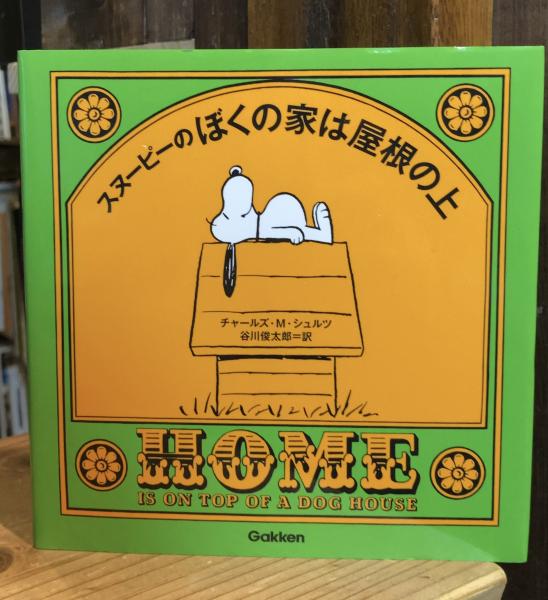 スヌーピーのぼくの家は屋根の上
チャールズ・M・シュルツ
谷川俊太郎=訳
HOME
IS ON TOP OF A DOG HOUSE
Gakken